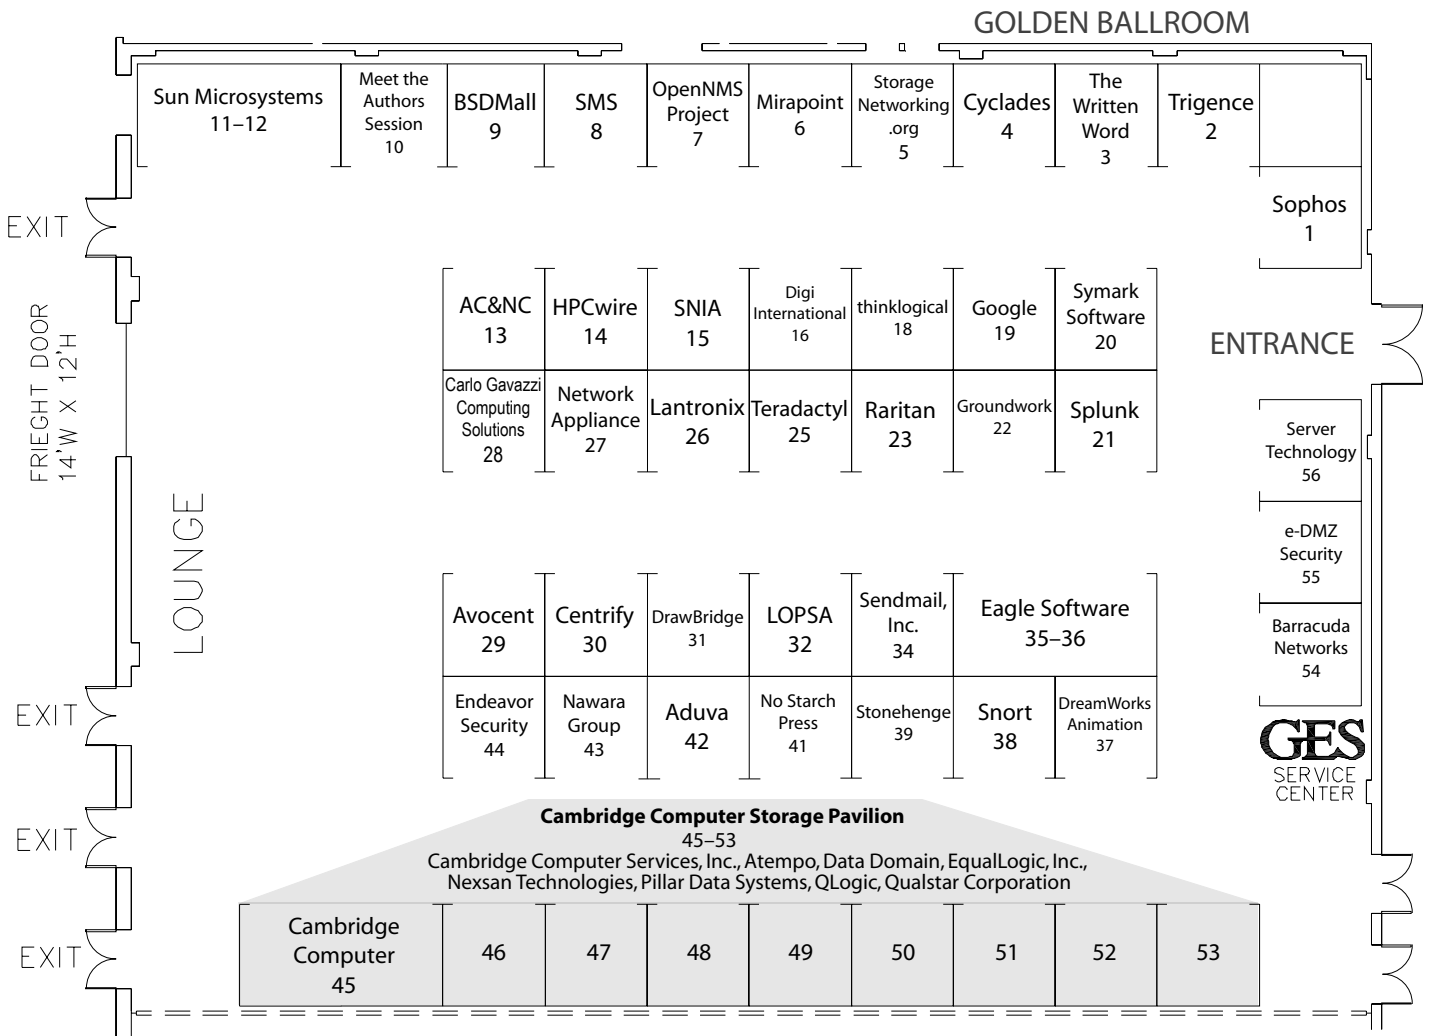 GOLDEN BALLROOM
Sun Microsystems
11–12
Meet the
Authors
Session
10
BSDMall
9
SMS
8
OpenNMS
Project
7
Mirapoint
6
Storage
Networking
.org
5
Cyclades
4
The
Written
Word
3
Trigence
2
Sophos
1
EXIT
FRIEGHT DOOR
14'W X 12'H
AC&NC
13
HPCwire
14
SNIA
15
Digi
International
16
thinklogical
18
Google
19
Symark
Software
20
ENTRANCE
Carlo Gavazzi
Computing
Solutions
28
Network
Appliance
27
Lantronix
26
Teradactyl
25
Raritan
23
Groundwork
22
Splunk
21
Server
Technology
56
e-DMZ
Security
55
Barracuda
Networks
54
LOUNGE
Avocent
29
Centrify
30
DrawBridge
31
LOPSA
32
Sendmail,
Inc.
34
Eagle Software
35–36
EXIT
Endeavor
Security
44
Nawara
Group
43
Aduva
42
No Starch
Press
41
Stonehenge
39
Snort
38
DreamWorks
Animation
37
GES
SERVICE
CENTER
EXIT
Cambridge Computer Storage Pavilion
45–53
Cambridge Computer Services, Inc., Atempo, Data Domain, EqualLogic, Inc.,
Nexsan Technologies, Pillar Data Systems, QLogic, Qualstar Corporation
EXIT
Cambridge
Computer
45
46
47
48
49
50
51
52
53